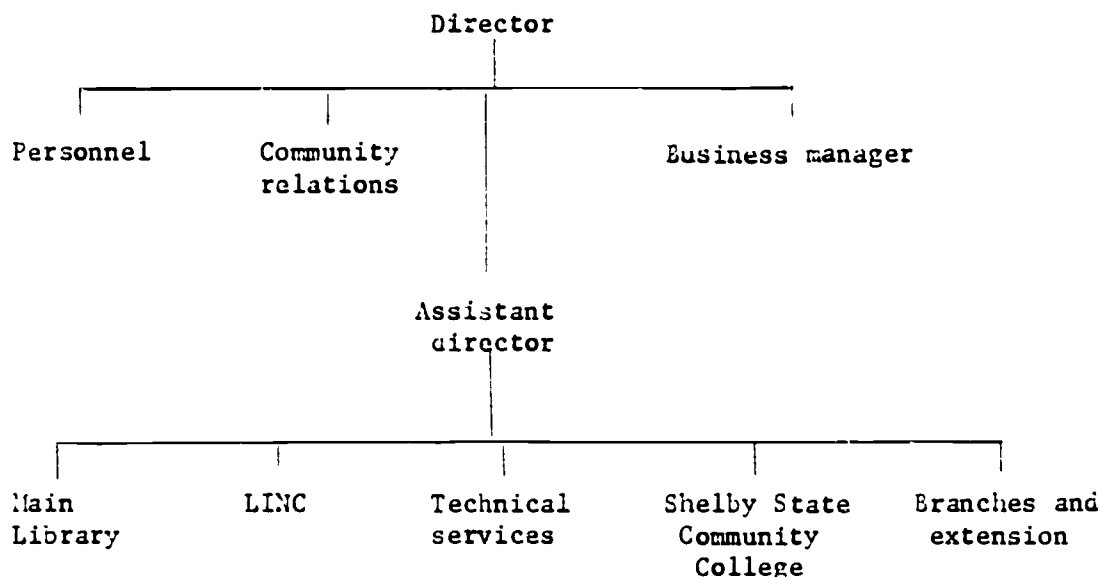 Director
Personnel
Community
relations
Business manager
Assistant
director
Main
Library
LINC
Technical
services
Shelby State
Community
College
Branches and
extension